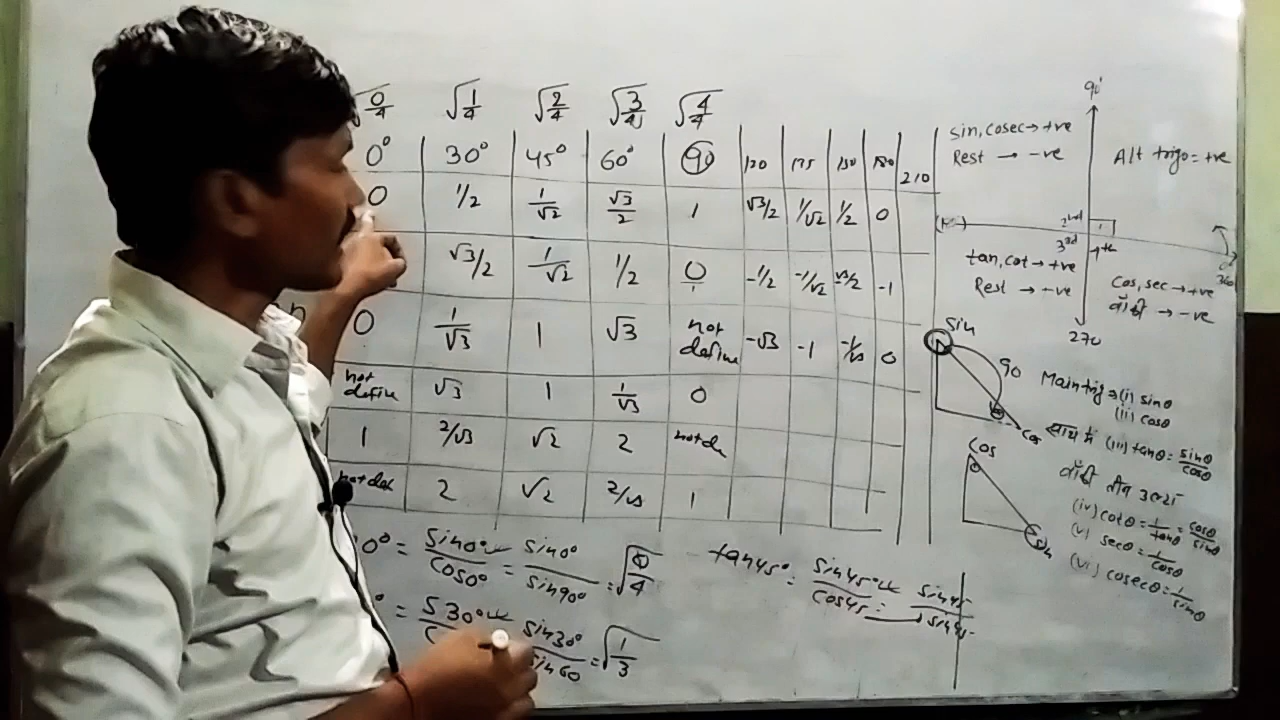 √0/4 √1/4 √2/4 √3/4 √4/4
0° 30° 45° 60° 90 120 135 150 180 210
0 1/2 1/√2 √3/2 1 √3/2 1/√2 1/2 0
√3/2 1/√2 1/2 0/1 -1/2 -1/√2 -1
0 1/√3 1 √3 not define -√3 -1 -1/√3 0
not define √3 1 1/√3 0
1 2/√3 √2 2 not de
not def 2 √2 2/√3 1
0° = sin0°/cos0° = sin0°/sin90° = √0/4
° = s30° sin30°/sin60 = √1/3
tan45° = sin45°/cos45 = sin45/sin45
90°
sin, cosec → +ve
Rest → -ve
All trigo = +ve
2nd 1
3rd 4th
tan, cot → +ve
Rest → -ve
0°
360
cos, sec → +ve
बाँकी → -ve
270
sin
90
cos
cos
sin
Main trig → (i) sinθ
(ii) cosθ
साथ में (iii) tanθ = sinθ/cosθ
बाँकी तीन उल्टा
(iv) cotθ = 1/tanθ = cosθ/sinθ
(v) secθ = 1/cosθ
(vi) cosecθ = 1/sinθ